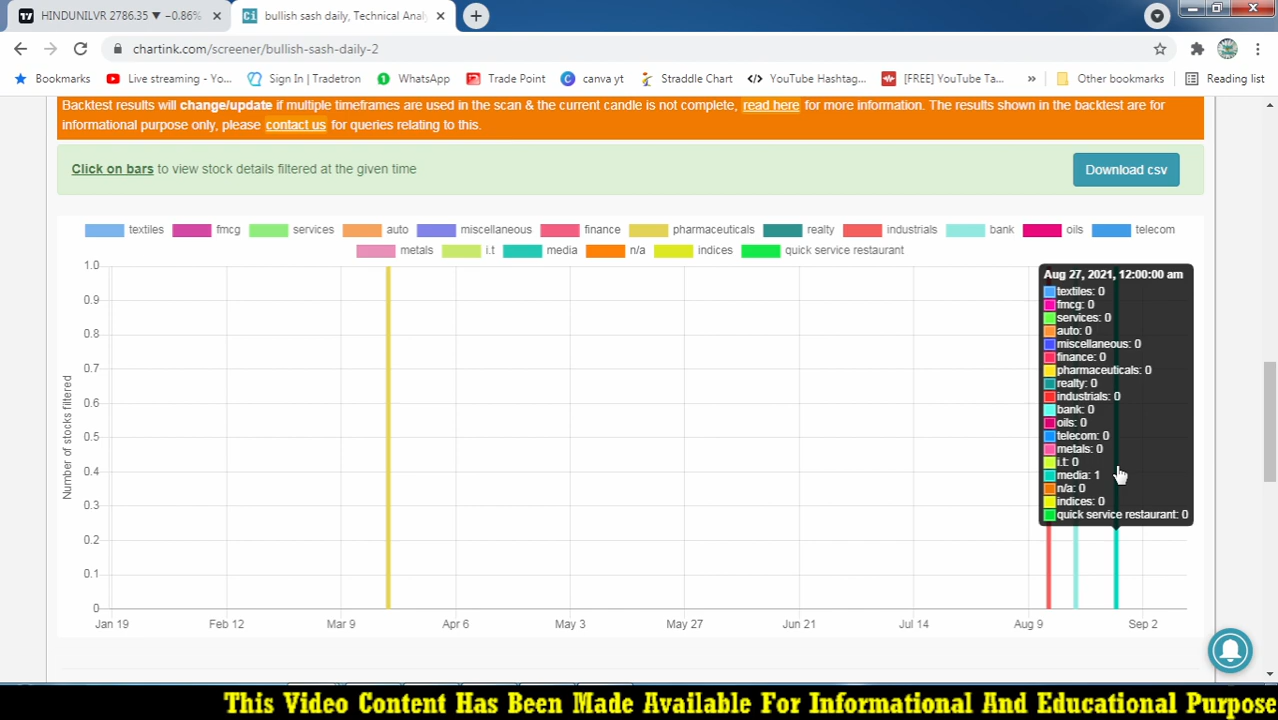 HINDUNILVR 2786.35 ▼ −0.86%
bullish sash daily, Technical Anal
chartink.com/screener/bullish-sash-daily-2
Bookmarks
Live streaming - Yo...
Sign In | Tradetron
WhatsApp
Trade Point
canva yt
Straddle Chart
YouTube Hashtag...
[FREE] YouTube Ta...
»
Other bookmarks
Reading list
Backtest results will change/update if multiple timeframes are used in the scan & the current candle is not complete, read here for more information. The results shown in the backtest are for
informational purpose only, please contact us for queries relating to this.
Click on bars to view stock details filtered at the given time
Download csv
textiles fmcg services auto miscellaneous finance pharmaceuticals realty industrials bank oils telecom
metals i.t media n/a indices quick service restaurant
Number of stocks filtered
1.0
0.9
0.8
0.7
0.6
0.5
0.4
0.3
0.2
0.1
0
Aug 27, 2021, 12:00:00 am
textiles: 0
fmcg: 0
services: 0
auto: 0
miscellaneous: 0
finance: 0
pharmaceuticals: 0
realty: 0
industrials: 0
bank: 0
oils: 0
telecom: 0
metals: 0
i.t: 0
media: 1
n/a: 0
indices: 0
quick service restaurant: 0
Jan 19 Feb 12 Mar 9 Apr 6 May 3 May 27 Jun 21 Jul 14 Aug 9 Sep 2
This Video Content Has Been Made Available For Informational And Educational Purpose